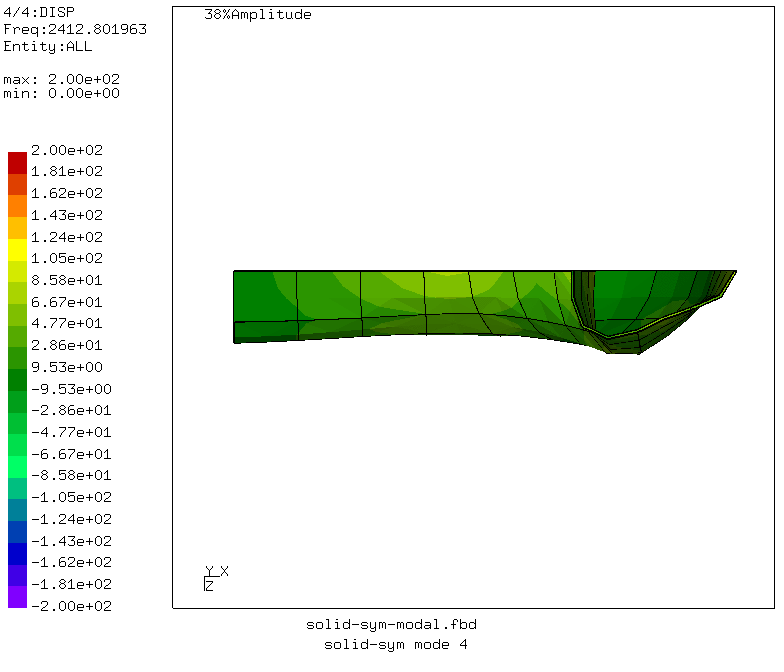 4/4:DISP
Freq:2412.801963
Entity:ALL
max: 2.00e+02
min: 0.00e+00
38%Amplitude
2.00e+02
1.81e+02
1.62e+02
1.43e+02
1.24e+02
1.05e+02
8.58e+01
6.67e+01
4.77e+01
2.86e+01
9.53e+00
-9.53e+00
-2.86e+01
-4.77e+01
-6.67e+01
-8.58e+01
-1.05e+02
-1.24e+02
-1.43e+02
-1.62e+02
-1.81e+02
-2.00e+02
Y X
Z
solid-sym-modal.fbd
solid-sym mode 4